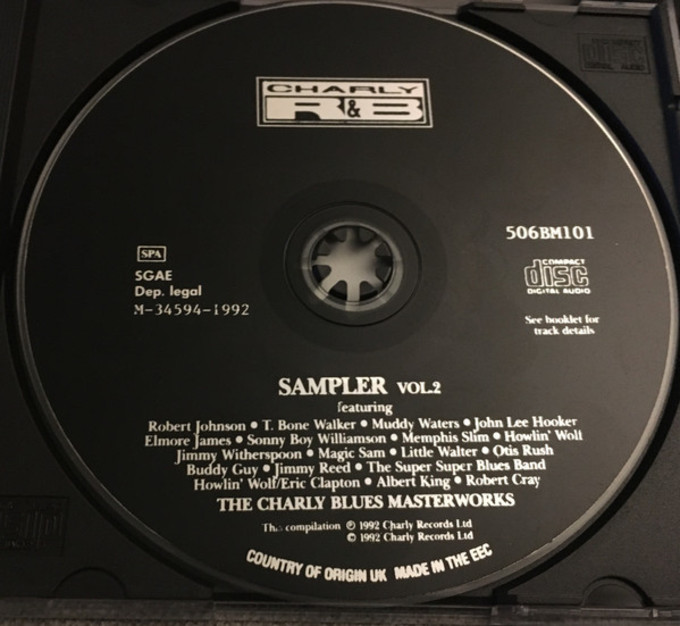 CHARLY
R&B
506BM101
SPA
SGAE
Dep. legal
M-34594-1992
COMPACT
disc
DIGITAL AUDIO
See booklet for
track details
SAMPLER VOL.2
featuring
Robert Johnson • T. Bone Walker • Muddy Waters • John Lee Hooker
Elmore James • Sonny Boy Williamson • Memphis Slim • Howlin' Wolf
Jimmy Witherspoon • Magic Sam • Little Walter • Otis Rush
Buddy Guy • Jimmy Reed • The Super Super Blues Band
Howlin' Wolf/Eric Clapton • Albert King • Robert Cray
THE CHARLY BLUES MASTERWORKS
This compilation ℗ 1992 Charly Records Ltd
© 1992 Charly Records Ltd
COUNTRY OF ORIGIN UK MADE IN THE EEC